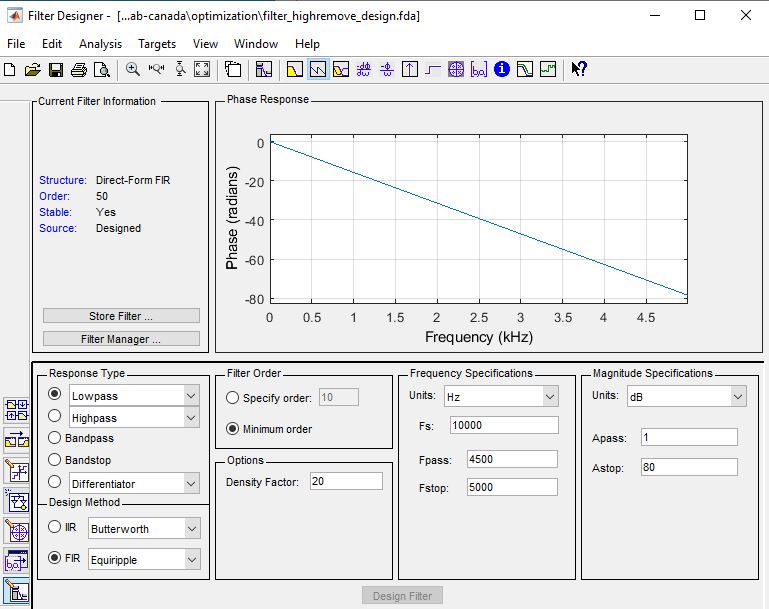 Filter Designer - [...ab-canada\optimization\filter_highremove_design.fda]
File Edit Analysis Targets View Window Help
Current Filter Information
Structure: Direct-Form FIR
Order: 50
Stable: Yes
Source: Designed
Store Filter ...
Filter Manager ...
Phase Response
Phase (radians)
0
-20
-40
-60
-80
0 0.5 1 1.5 2 2.5 3 3.5 4 4.5
Frequency (kHz)
Response Type
Lowpass
Highpass
Bandpass
Bandstop
Differentiator
Design Method
IIR Butterworth
FIR Equiripple
Filter Order
Specify order: 10
Minimum order
Options
Density Factor: 20
Frequency Specifications
Units: Hz
Fs: 10000
Fpass: 4500
Fstop: 5000
Magnitude Specifications
Units: dB
Apass: 1
Astop: 80
Design Filter